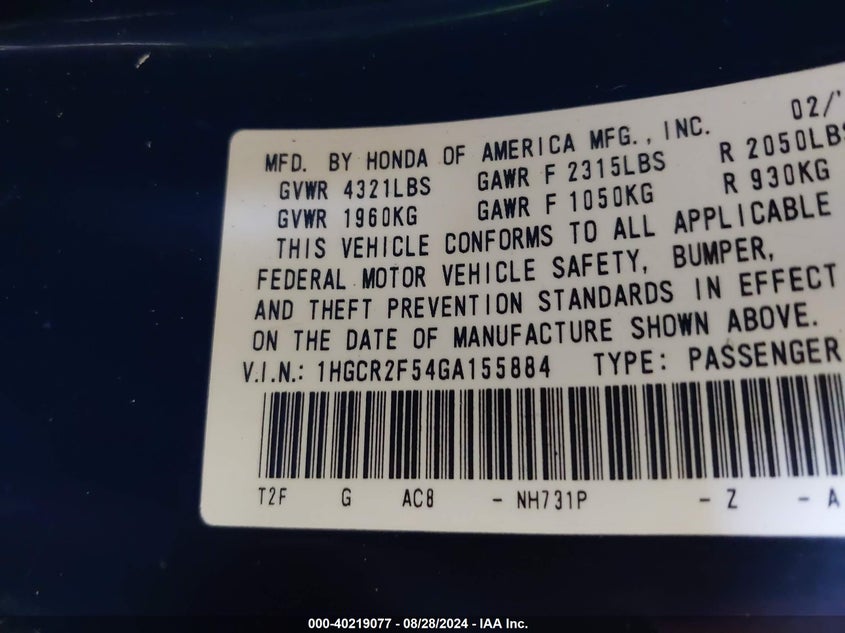 02/'
MFD. BY HONDA OF AMERICA MFG., INC.
GVWR 4321LBS GAWR F 2315LBS R 2050LBS
GVWR 1960KG GAWR F 1050KG R 930KG
THIS VEHICLE CONFORMS TO ALL APPLICABLE
FEDERAL MOTOR VEHICLE SAFETY, BUMPER,
AND THEFT PREVENTION STANDARDS IN EFFECT
ON THE DATE OF MANUFACTURE SHOWN ABOVE.
V.I.N.: 1HGCR2F54GA155884 TYPE: PASSENGER
T2F G AC8 - NH731P - Z - A
000-40219077 - 08/28/2024 - IAA Inc.